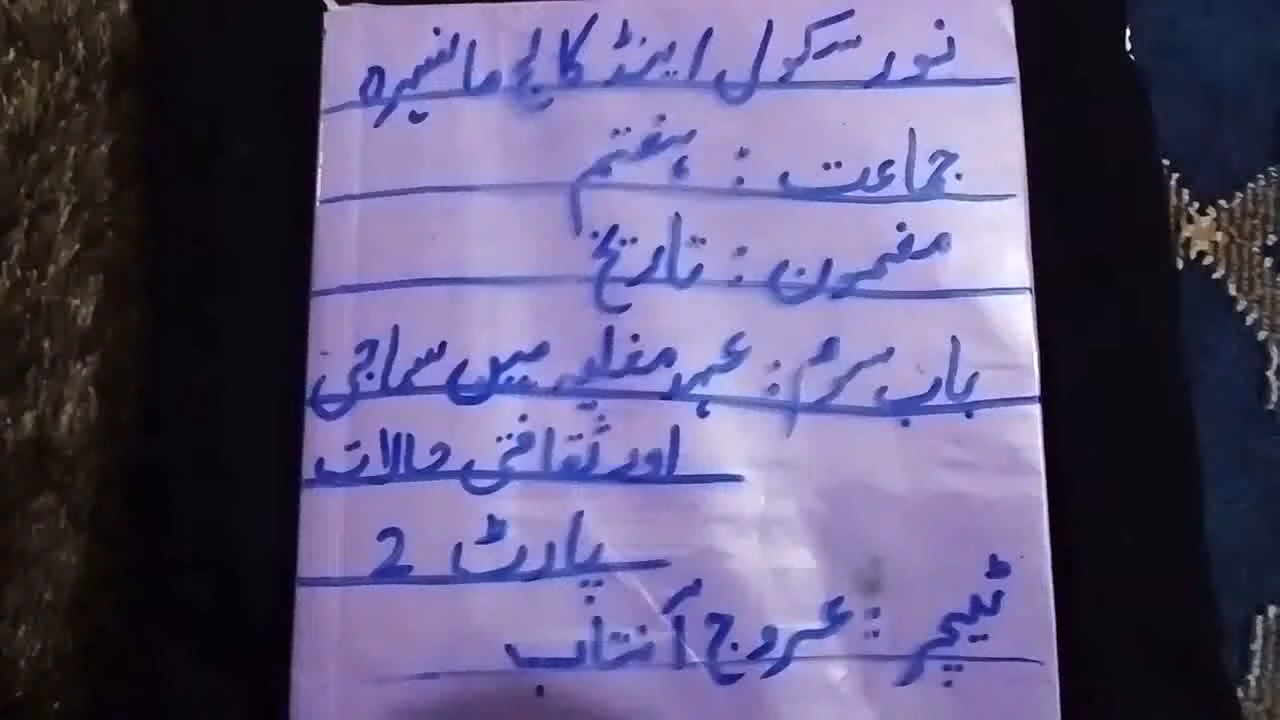 نور سکول اینڈ کالج مانسہرہ
جماعت : ہفتم
مضمون : تاریخ
باب سوم : عہد مغلیہ میں سماجی
اور ثقافتی حالات
پارٹ 2
ٹیچر : عروج آفتاب